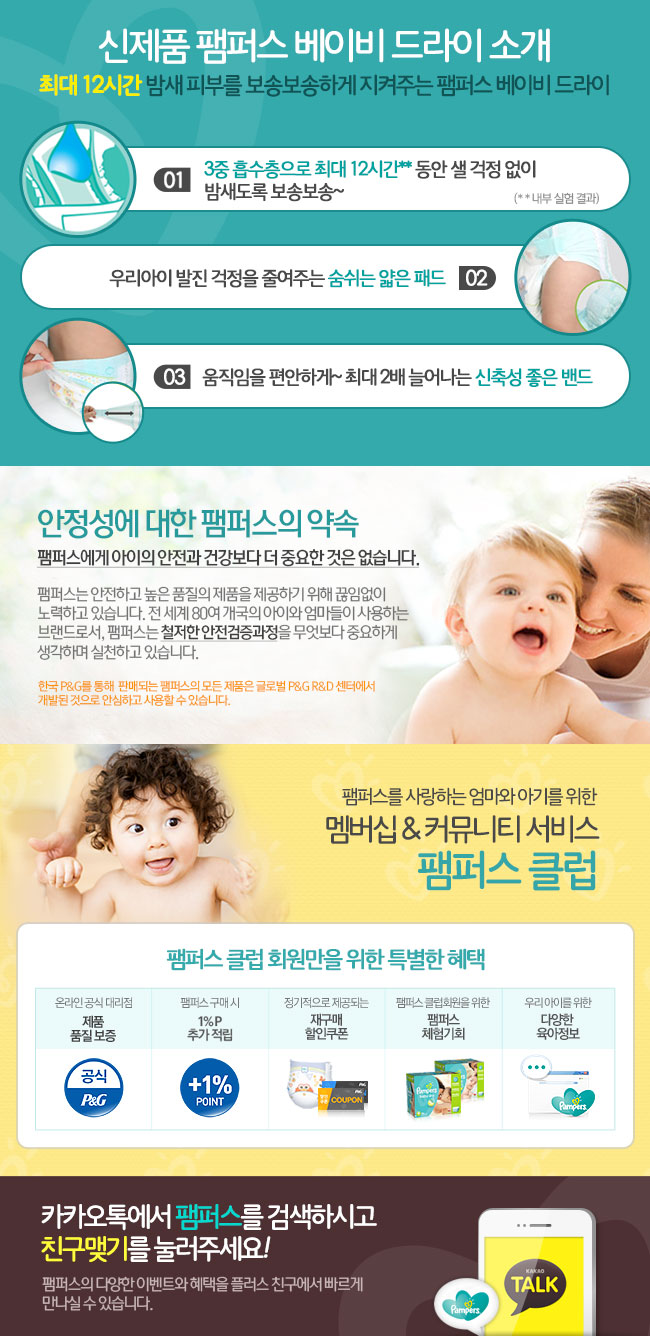 신제품 팸퍼스 베이비 드라이 소개
최대 12시간 밤새 피부를 보송보송하게 지켜주는 팸퍼스 베이비 드라이
01
3중 흡수층으로 최대 12시간** 동안 샐 걱정 없이
밤새도록 보송보송~
(**내부 실험 결과)
우리아이 발진 걱정을 줄여주는 숨쉬는 얇은 패드 02
03 움직임을 편안하게~ 최대 2배 늘어나는 신축성 좋은 밴드
안정성에 대한 팸퍼스의 약속
팸퍼스에게 아이의 안전과 건강보다 더 중요한 것은 없습니다.
팸퍼스는 안전하고 높은 품질의 제품을 제공하기 위해 끊임없이
노력하고 있습니다. 전 세계 80여 개국의 아이와 엄마들이 사용하는
브랜드로서, 팸퍼스는 철저한 안전검증과정을 무엇보다 중요하게
생각하며 실천하고 있습니다.
한국 P&G를 통해 판매되는 팸퍼스의 모든 제품은 글로벌 P&G R&D 센터에서
개발된 것으로 안심하고 사용할 수 있습니다.
팸퍼스를 사랑하는 엄마와 아기를 위한
멤버십 & 커뮤니티 서비스
팸퍼스 클럽
팸퍼스 클럽 회원만을 위한 특별한 혜택
온라인 공식 대리점
제품
품질 보증
공식
P&G
팸퍼스 구매 시
1%P
추가 적립
+1%
POINT
정기적으로 제공되는
재구매
할인쿠폰
P&G
COUPON
팸퍼스 클럽회원을 위한
팸퍼스
체험기회
Pampers
우리 아이를 위한
다양한
육아정보
Pampers
카카오톡에서 팸퍼스를 검색하시고
친구맺기를 눌러주세요!
팸퍼스의 다양한 이벤트와 혜택을 플러스 친구에서 빠르게
만나실 수 있습니다.
KAKAO
TALK
Pampers